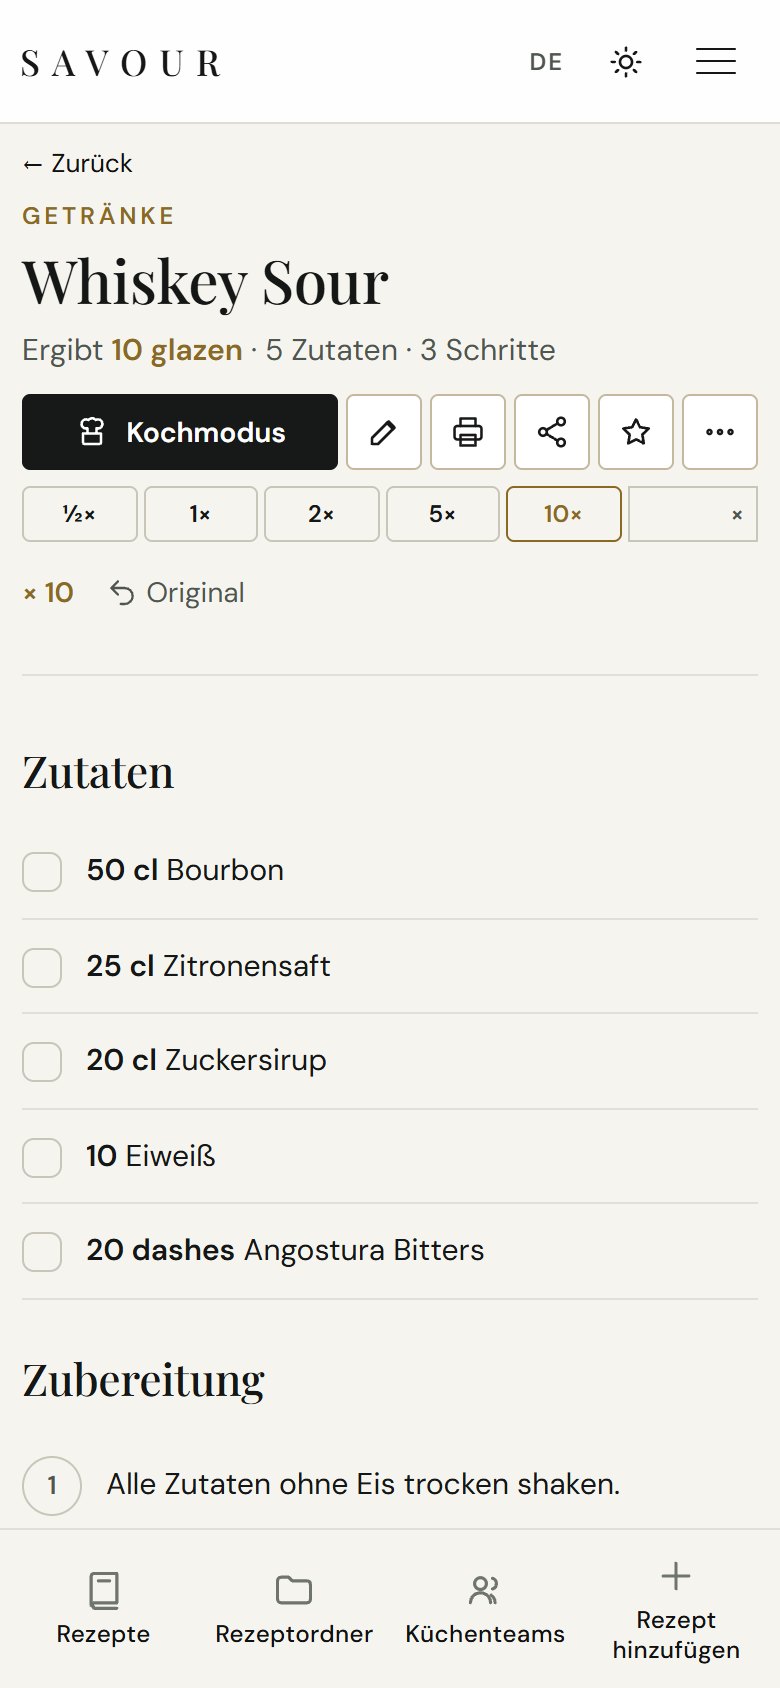 SAVOUR DE
← Zurück
GETRÄNKE
Whiskey Sour
Ergibt 10 glazen · 5 Zutaten · 3 Schritte
Kochmodus
½× 1× 2× 5× 10× ×
× 10 Original
Zutaten
50 cl Bourbon
25 cl Zitronensaft
20 cl Zuckersirup
10 Eiweiß
20 dashes Angostura Bitters
Zubereitung
1 Alle Zutaten ohne Eis trocken shaken.
Rezepte Rezeptordner Küchenteams Rezept
hinzufügen